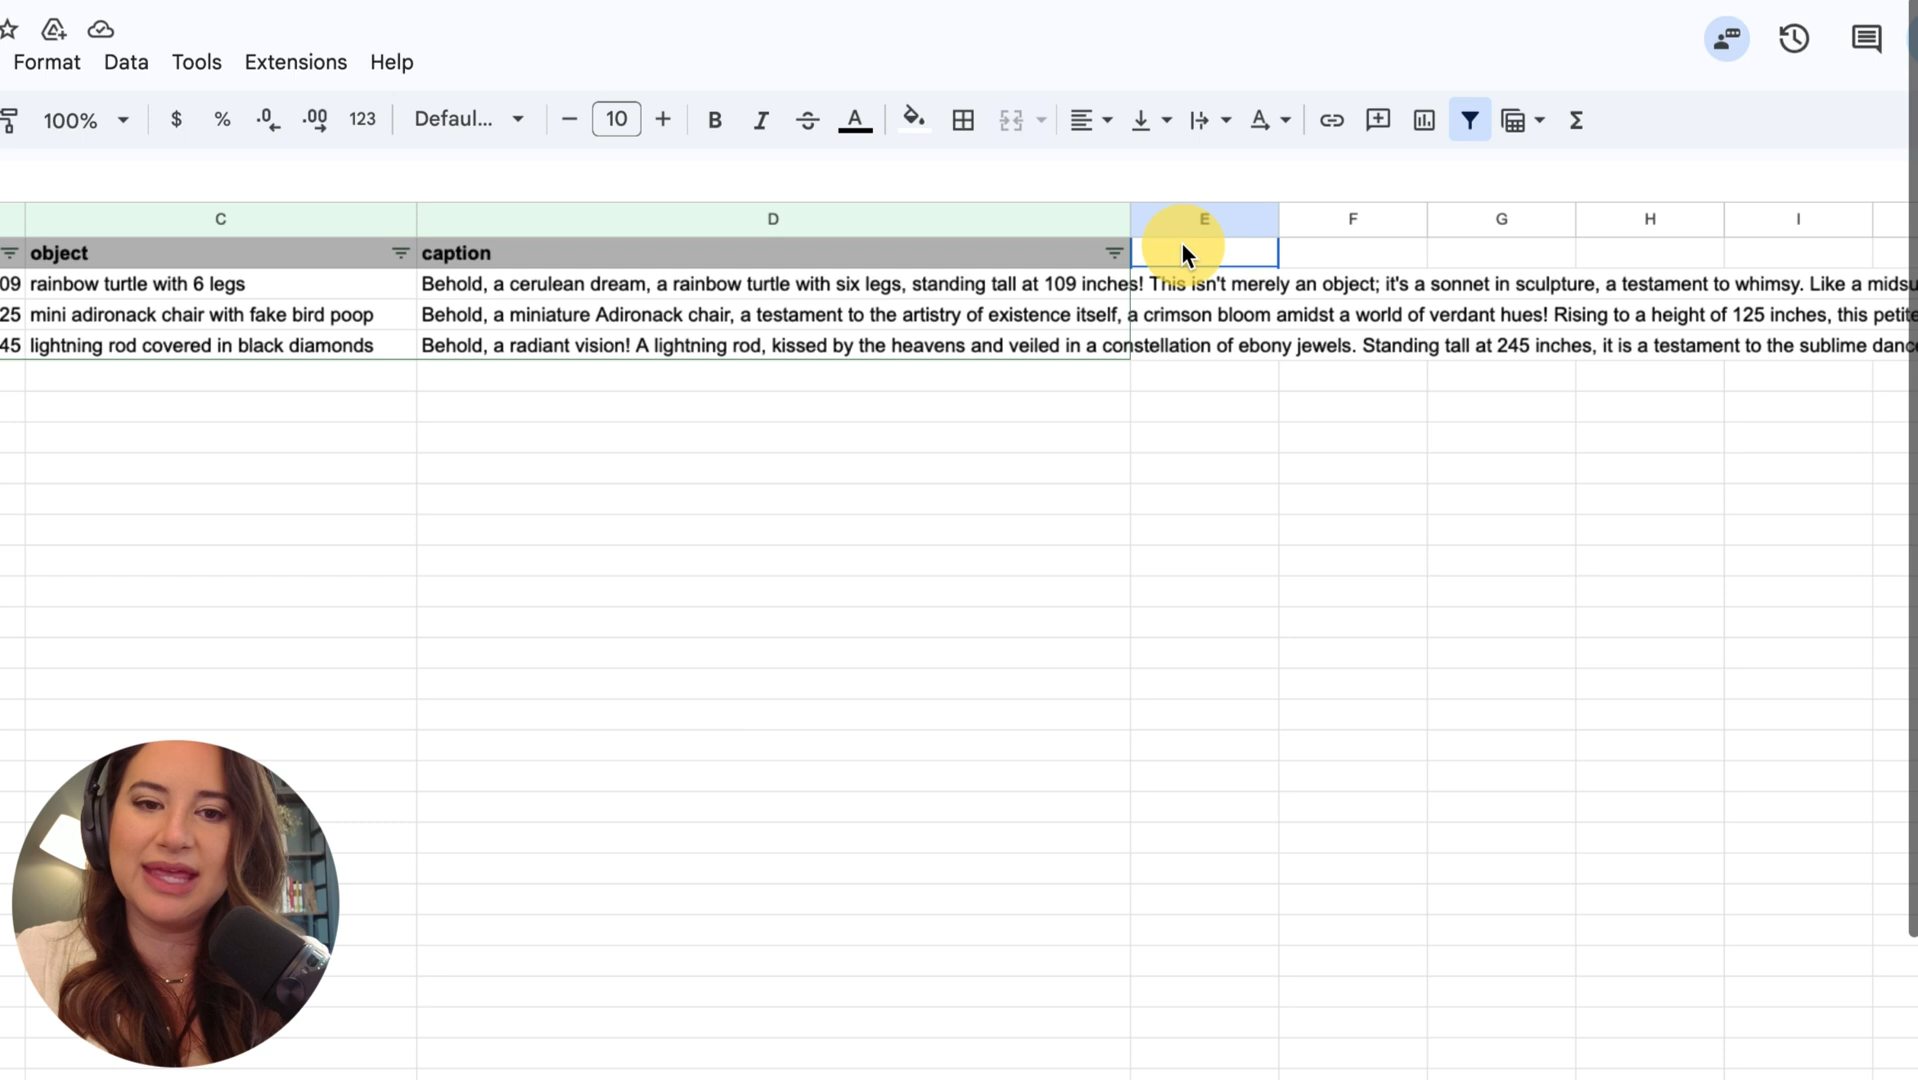 Format Data Tools Extensions Help
100% $ % .0 .00 123 Defaul... 10 B I A A
C D E F G H I
object caption
09 rainbow turtle with 6 legs Behold, a cerulean dream, a rainbow turtle with six legs, standing tall at 109 inches! This isn't merely an object; it's a sonnet in sculpture, a testament to whimsy. Like a midsu
25 mini adironack chair with fake bird poop Behold, a miniature Adironack chair, a testament to the artistry of existence itself, a crimson bloom amidst a world of verdant hues! Rising to a height of 125 inches, this petite
45 lightning rod covered in black diamonds Behold, a radiant vision! A lightning rod, kissed by the heavens and veiled in a constellation of ebony jewels. Standing tall at 245 inches, it is a testament to the sublime danc